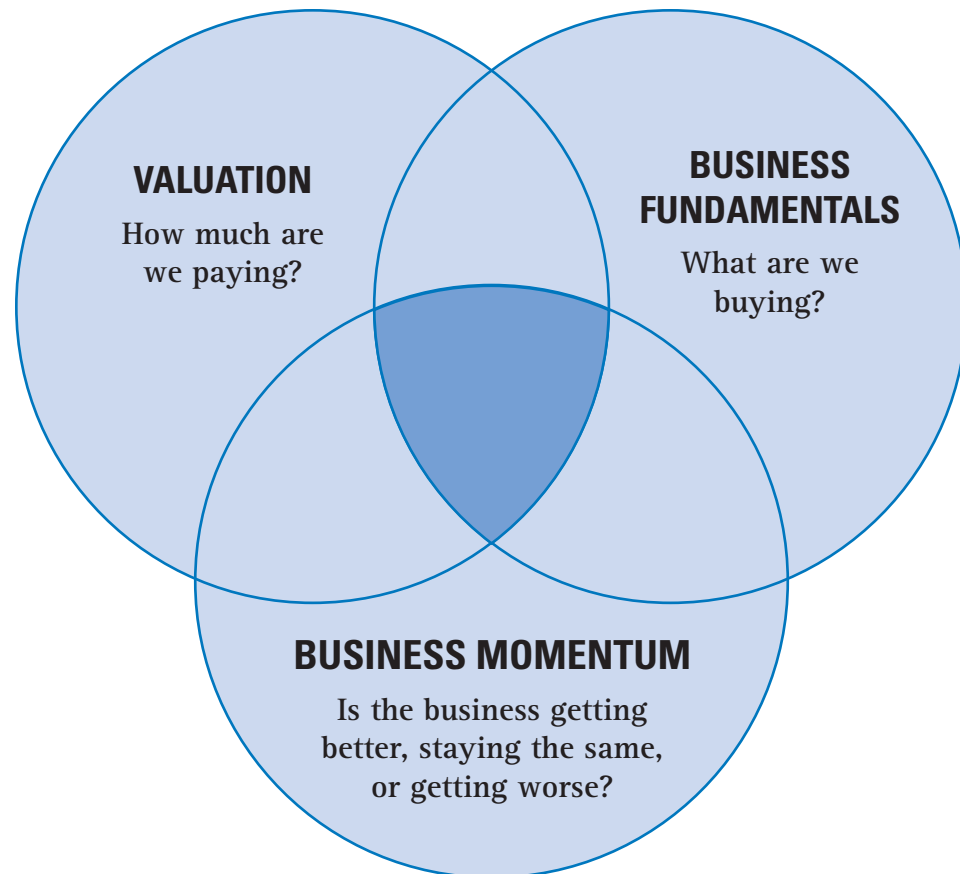 VALUATION
How much are
we paying?
BUSINESS
FUNDAMENTALS
What are we
buying?
BUSINESS MOMENTUM
Is the business getting
better, staying the same,
or getting worse?